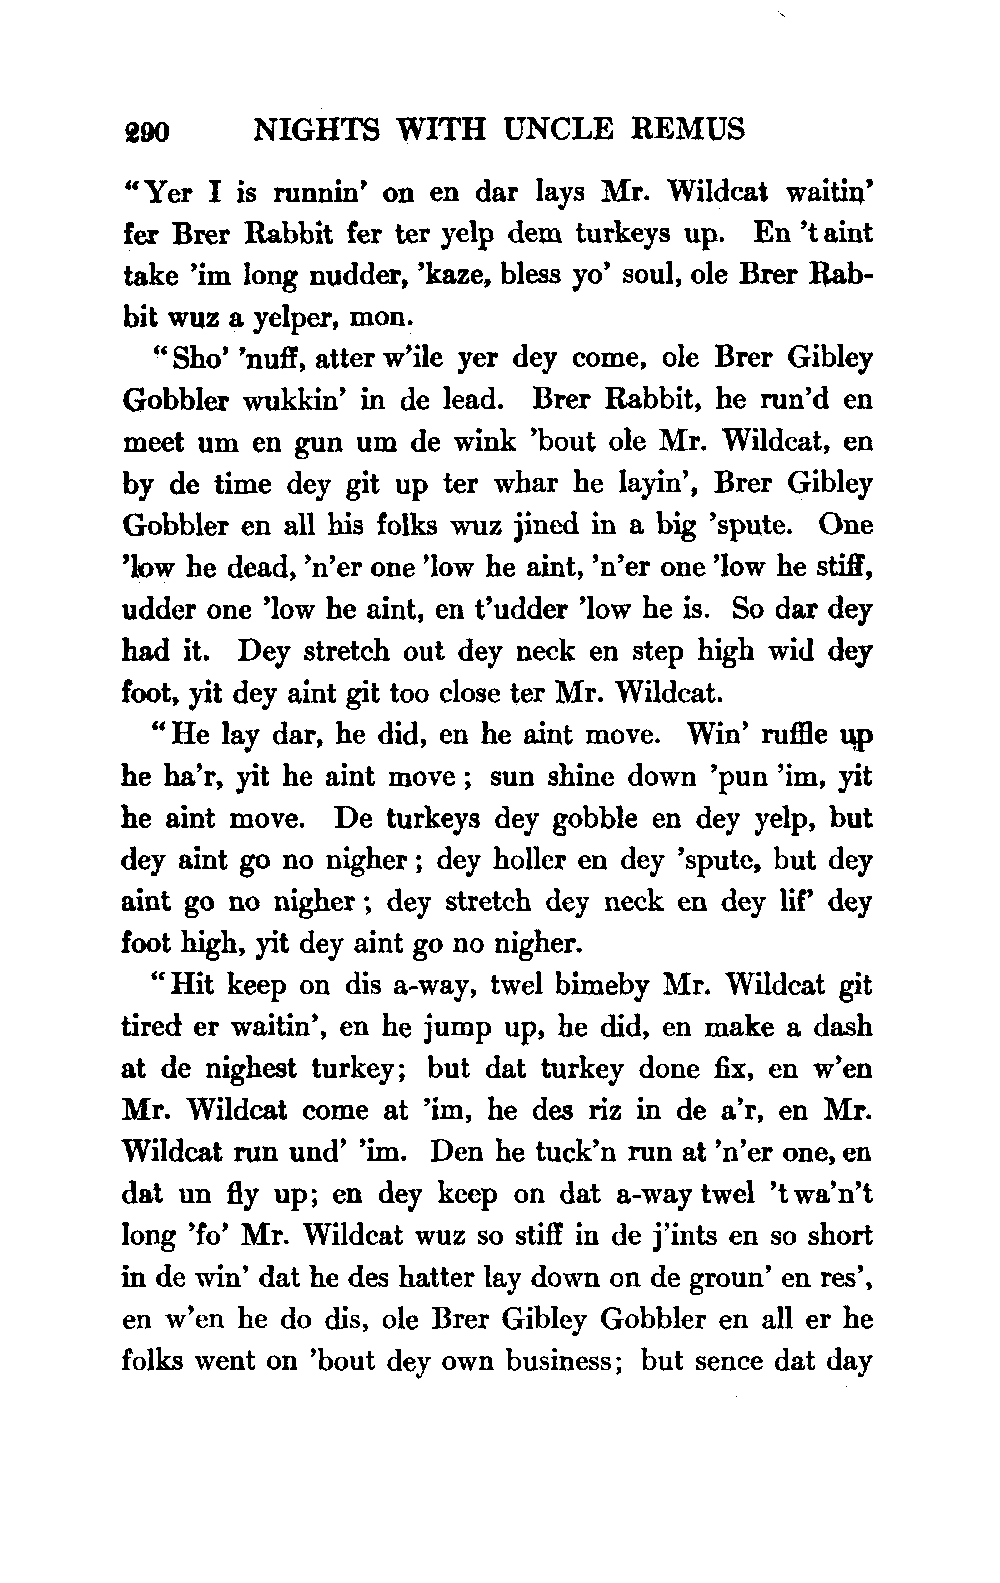 290 NIGHTS WITH UNCLE REMUS
“Yer I is runnin’ on en dar lays Mr. Wildcat waitin’
fer Brer Rabbit fer ter yelp dem turkeys up. En ’taint
take ’im long nudder, ’kaze, bless yo’ soul, ole Brer Rab-
bit wuz a yelper, mon.
“Sho’ ’nuff, atter w’ile yer dey come, ole Brer Gibley
Gobbler wukkin’ in de lead. Brer Rabbit, he run’d en
meet um en gun um de wink ’bout ole Mr. Wildcat, en
by de time dey git up ter whar he layin’, Brer Gibley
Gobbler en all his folks wuz jined in a big ’spute. One
’low he dead, ’n’er one ’low he aint, ’n’er one ’low he stiff,
udder one ’low he aint, en t’udder ’low he is. So dar dey
had it. Dey stretch out dey neck en step high wid dey
foot, yit dey aint git too close ter Mr. Wildcat.
“He lay dar, he did, en he aint move. Win’ ruffle up
he ha’r, yit he aint move; sun shine down ’pun ’im, yit
he aint move. De turkeys dey gobble en dey yelp, but
dey aint go no nigher; dey holler en dey ’spute, but dey
aint go no nigher; dey stretch dey neck en dey lif’ dey
foot high, yit dey aint go no nigher.
“Hit keep on dis a-way, twel bimeby Mr. Wildcat git
tired er waitin’, en he jump up, he did, en make a dash
at de nighest turkey; but dat turkey done fix, en w’en
Mr. Wildcat come at ’im, he des riz in de a’r, en Mr.
Wildcat run und’ ’im. Den he tuck’n run at ’n’er one, en
dat un fly up; en dey keep on dat a-way twel ’twa’n’t
long ’fo’ Mr. Wildcat wuz so stiff in de j’ints en so short
in de win’ dat he des hatter lay down on de groun’ en res’,
en w’en he do dis, ole Brer Gibley Gobbler en all er he
folks went on ’bout dey own business; but sence dat day